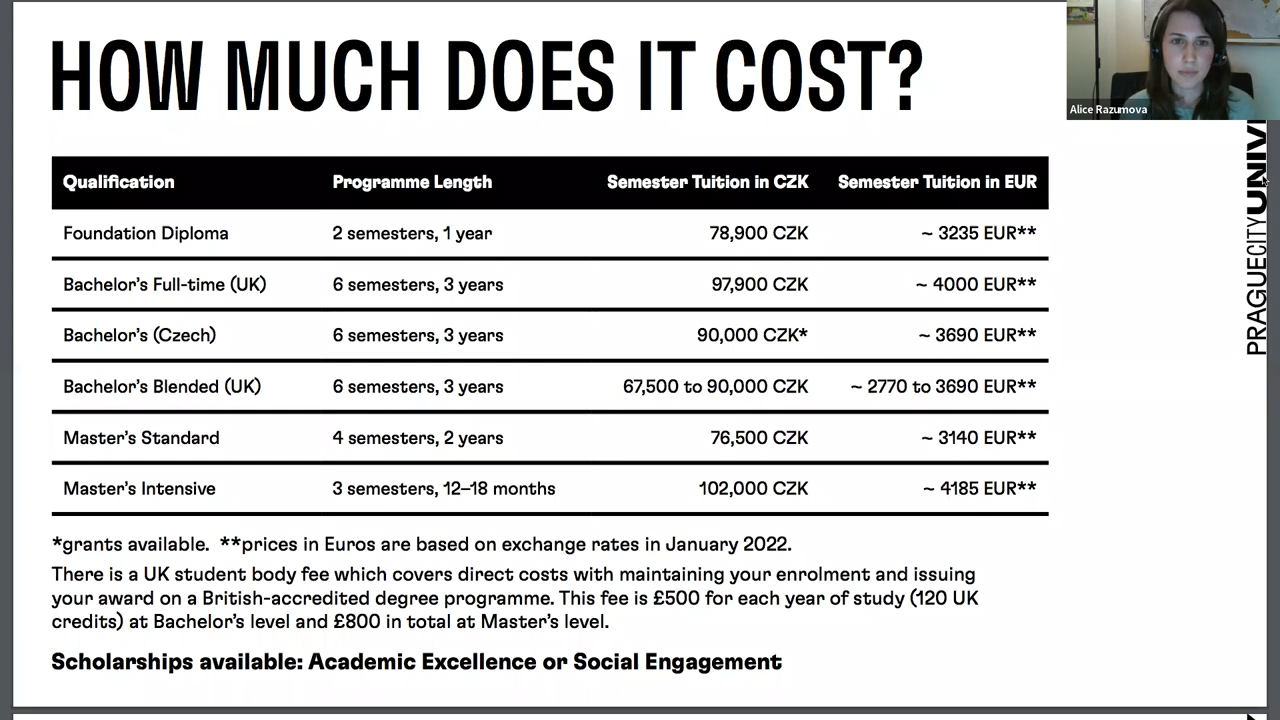 HOW MUCH DOES IT COST?
Alice Razumova
Qualification Programme Length Semester Tuition in CZK Semester Tuition in EUR
Foundation Diploma 2 semesters, 1 year 78,900 CZK ~ 3235 EUR**
Bachelor's Full-time (UK) 6 semesters, 3 years 97,900 CZK ~ 4000 EUR**
Bachelor's (Czech) 6 semesters, 3 years 90,000 CZK* ~ 3690 EUR**
Bachelor's Blended (UK) 6 semesters, 3 years 67,500 to 90,000 CZK ~ 2770 to 3690 EUR**
Master's Standard 4 semesters, 2 years 76,500 CZK ~ 3140 EUR**
Master's Intensive 3 semesters, 12–18 months 102,000 CZK ~ 4185 EUR**
*grants available. **prices in Euros are based on exchange rates in January 2022.
There is a UK student body fee which covers direct costs with maintaining your enrolment and issuing
your award on a British-accredited degree programme. This fee is £500 for each year of study (120 UK
credits) at Bachelor's level and £800 in total at Master's level.
Scholarships available: Academic Excellence or Social Engagement
PRAGUECITYUNIV